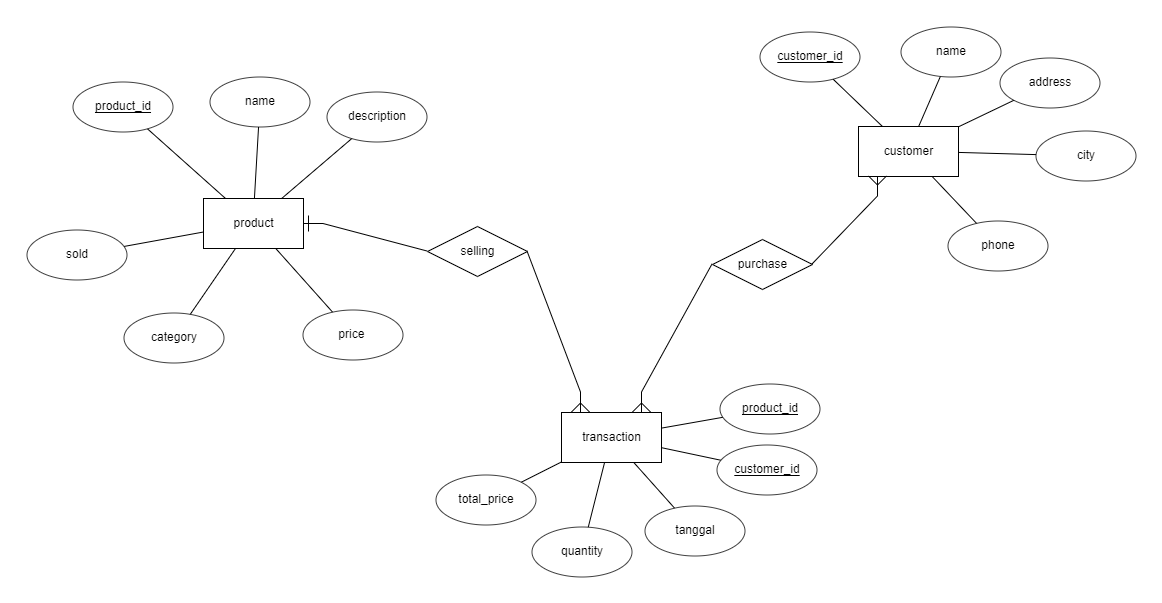 customer_id
name
address
product_id
name
description
customer
city
product
sold
selling
purchase
phone
category
price
transaction
product_id
customer_id
total_price
quantity
tanggal